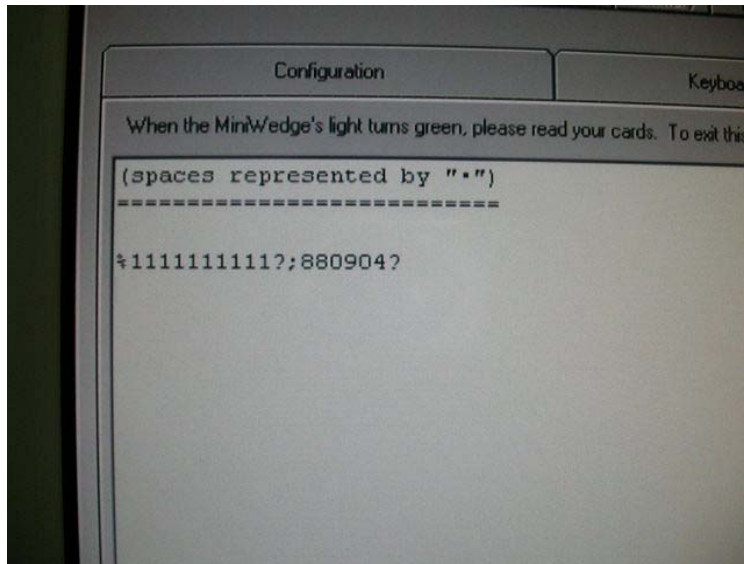 Configuration
Keyboa
When the MiniWedge's light turns green, please read your cards. To exit this
(spaces represented by "▪")
===========================
%1111111111?;880904?